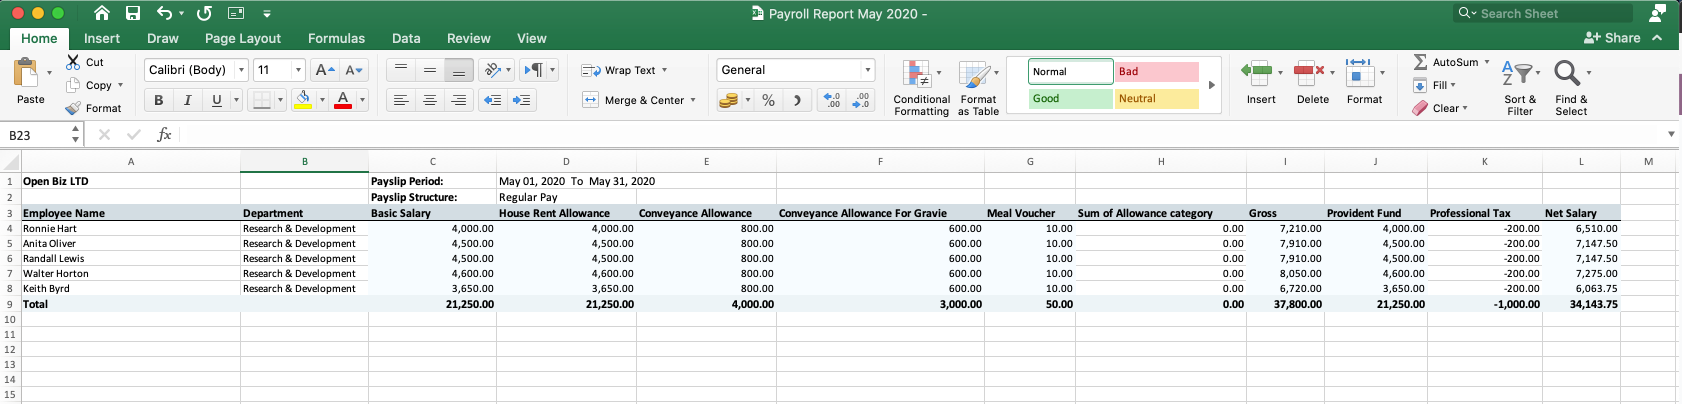 Payroll Report May 2020 -
Search Sheet
Home Insert Draw Page Layout Formulas Data Review View Share
Paste Cut Copy Format
Calibri (Body) 11 A A
B I U A
Wrap Text
Merge & Center
General
% .0 .00 .00 .0
Conditional Formatting
Format as Table
Normal Bad
Good Neutral
Insert Delete Format
AutoSum
Fill
Clear
Sort & Filter
Find & Select
B23 fx
A B C D E F G H I J K L M
1 Open Biz LTD Payslip Period: May 01, 2020 To May 31, 2020
2 Payslip Structure: Regular Pay
3 Employee Name Department Basic Salary House Rent Allowance Conveyance Allowance Conveyance Allowance For Gravie Meal Voucher Sum of Allowance category Gross Provident Fund Professional Tax Net Salary
4 Ronnie Hart Research & Development 4,000.00 4,000.00 800.00 600.00 10.00 0.00 7,210.00 4,000.00 -200.00 6,510.00
5 Anita Oliver Research & Development 4,500.00 4,500.00 800.00 600.00 10.00 0.00 7,910.00 4,500.00 -200.00 7,147.50
6 Randall Lewis Research & Development 4,500.00 4,500.00 800.00 600.00 10.00 0.00 7,910.00 4,500.00 -200.00 7,147.50
7 Walter Horton Research & Development 4,600.00 4,600.00 800.00 600.00 10.00 0.00 8,050.00 4,600.00 -200.00 7,275.00
8 Keith Byrd Research & Development 3,650.00 3,650.00 800.00 600.00 10.00 0.00 6,720.00 3,650.00 -200.00 6,063.75
9 Total 21,250.00 21,250.00 4,000.00 3,000.00 50.00 0.00 37,800.00 21,250.00 -1,000.00 34,143.75
10
11
12
13
14
15